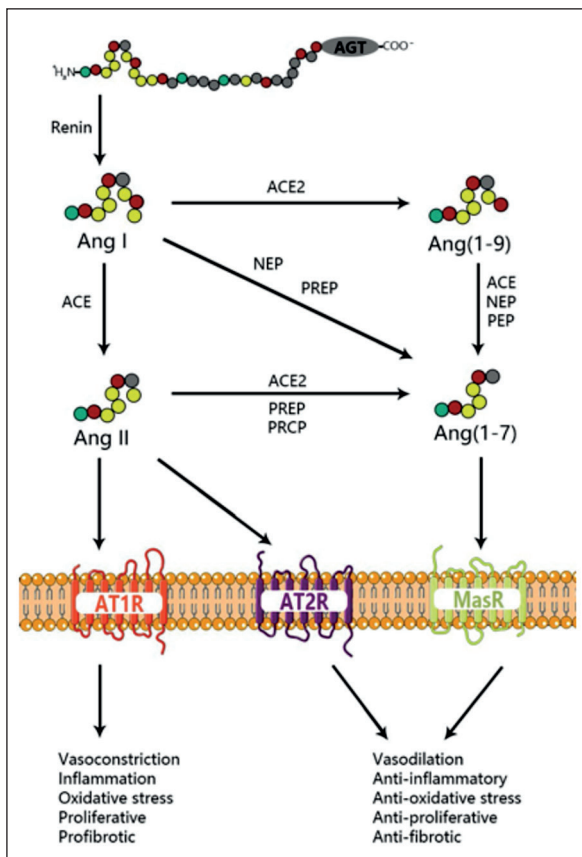 ⁺H₃N
AGT
COO⁻
Renin
ACE2
Ang I
Ang(1-9)
NEP
PREP
ACE
ACE
NEP
PEP
ACE2
PREP
PRCP
Ang II
Ang(1-7)
AT1R
AT2R
MasR
Vasoconstriction
Inflammation
Oxidative stress
Proliferative
Profibrotic
Vasodilation
Anti-inflammatory
Anti-oxidative stress
Anti-proliferative
Anti-fibrotic